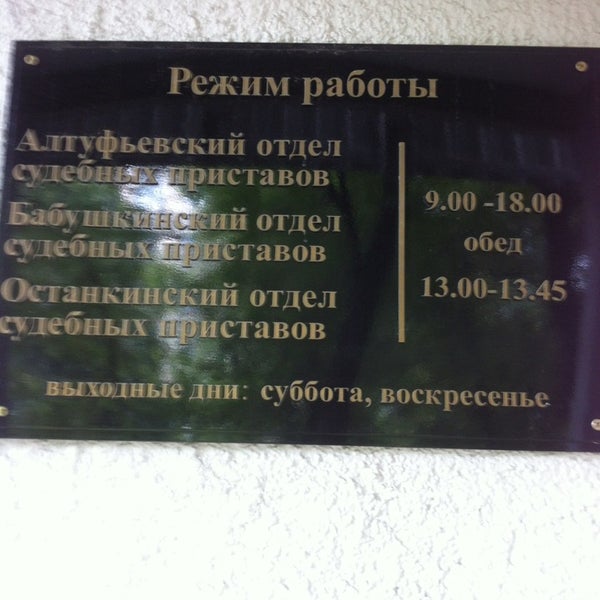 Режим работы
Алтуфьевский отдел
судебных приставов
Бабушкинский отдел
судебных приставов
Останкинский отдел
судебных приставов
9.00 -18.00
обед
13.00-13.45
выходные дни: суббота, воскресенье